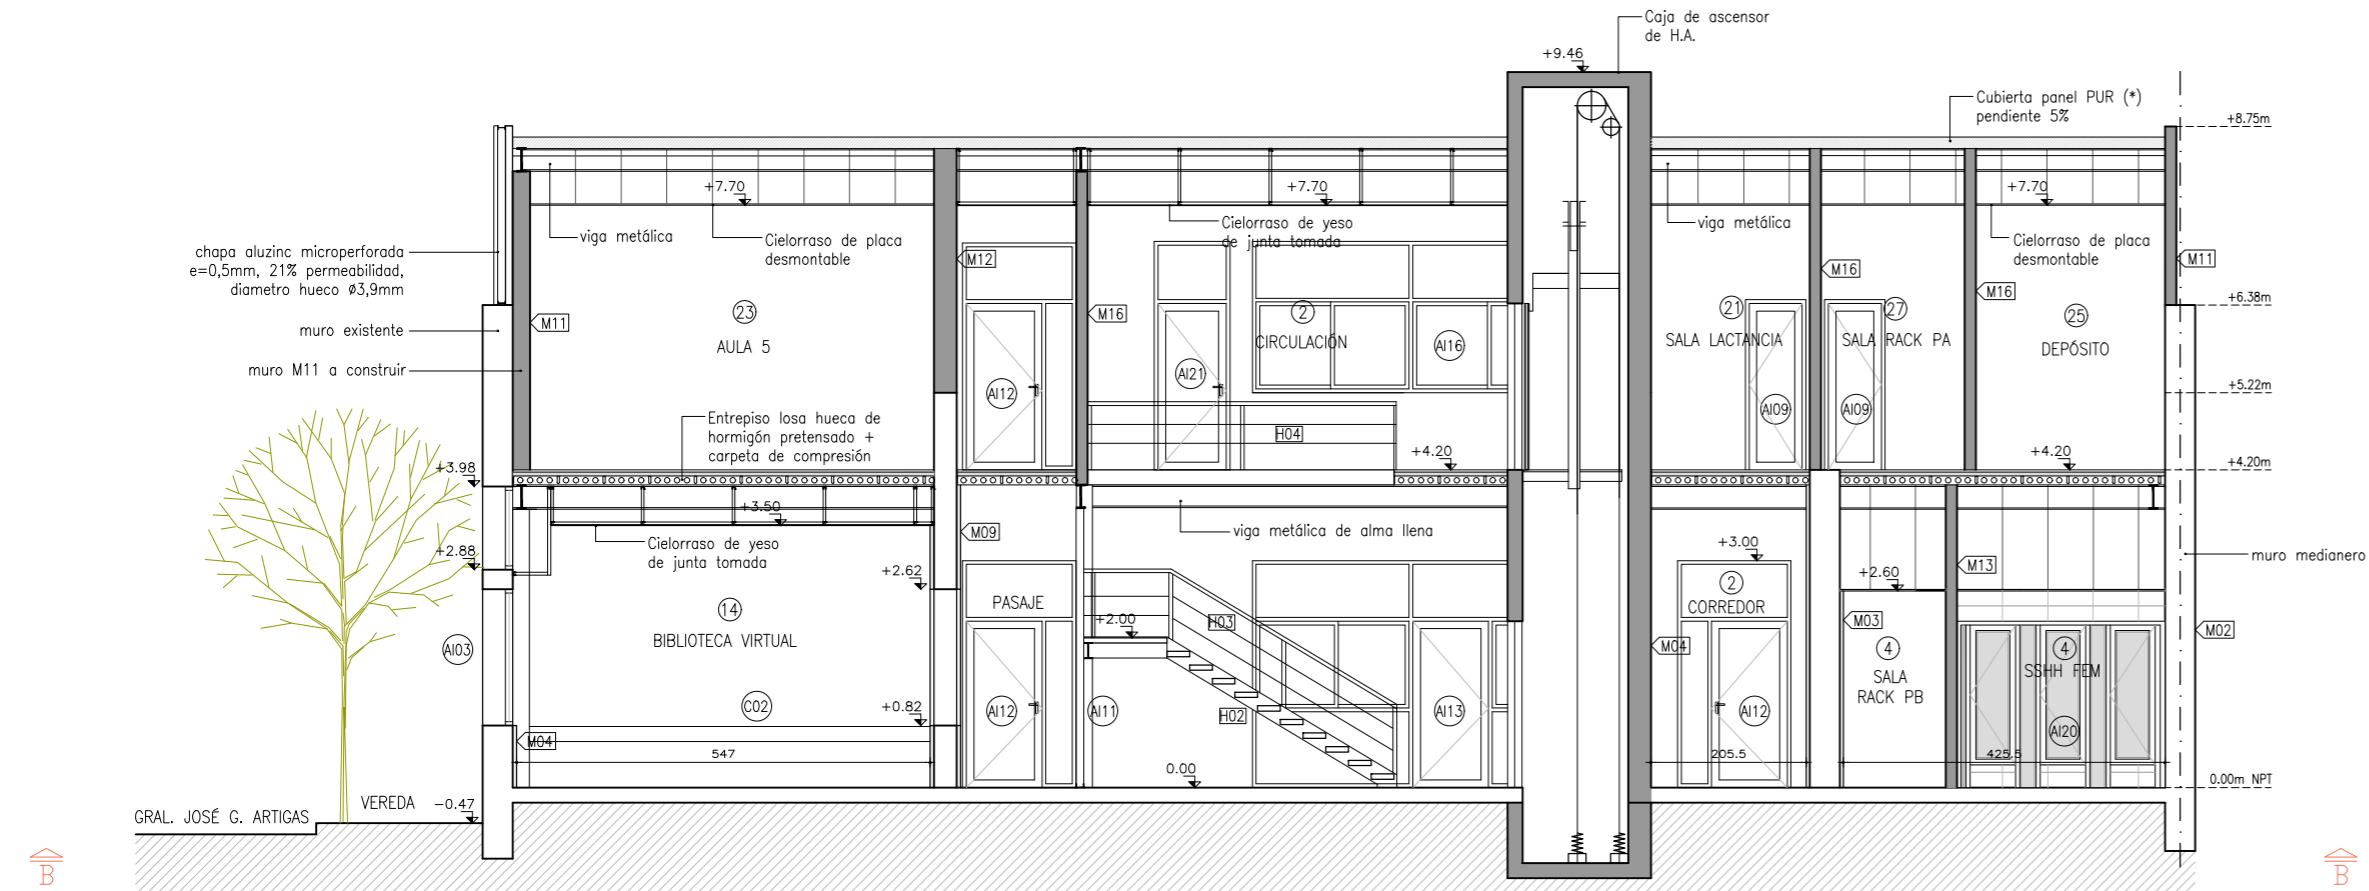 Caja de ascensor
de H.A.
+9.46
Cubierta panel PUR (*)
pendiente 5%
+8.75m
+7.70
+7.70
+7.70
viga metálica
Cielorraso de placa
desmontable
Cielorraso de yeso
de junta tomada
viga metálica
Cielorraso de placa
desmontable
chapa aluzinc microperforada
e=0,5mm, 21% permeabilidad,
diametro hueco ø3,9mm
M12
M16
M16
M11
+6.38m
muro existente
M11
23
AULA 5
M16
2
CIRCULACIÓN
AI16
21
SALA LACTANCIA
27
SALA RACK PA
25
DEPÓSITO
muro M11 a construir
AI12
AI21
AI09
AI09
+5.22m
Entrepiso losa hueca de
hormigón pretensado +
carpeta de compresión
H04
+4.20
+4.20
+4.20m
+3.98
+3.50
Cielorraso de yeso
de junta tomada
M09
viga metálica de alma llena
+3.00
muro medianero
+2.88
+2.62
M13
+2.60
14
BIBLIOTECA VIRTUAL
PASAJE
+2.00
H03
2
CORREDOR
M03
M02
AI03
M04
4
SALA
RACK PB
4
SSHH FEM
C02
+0.82
AI12
AI11
H02
AI13
AI12
AI20
M04
547
205.5
425.5
0.00
0.00m NPT
GRAL. JOSÉ G. ARTIGAS
VEREDA
-0.47
B
B